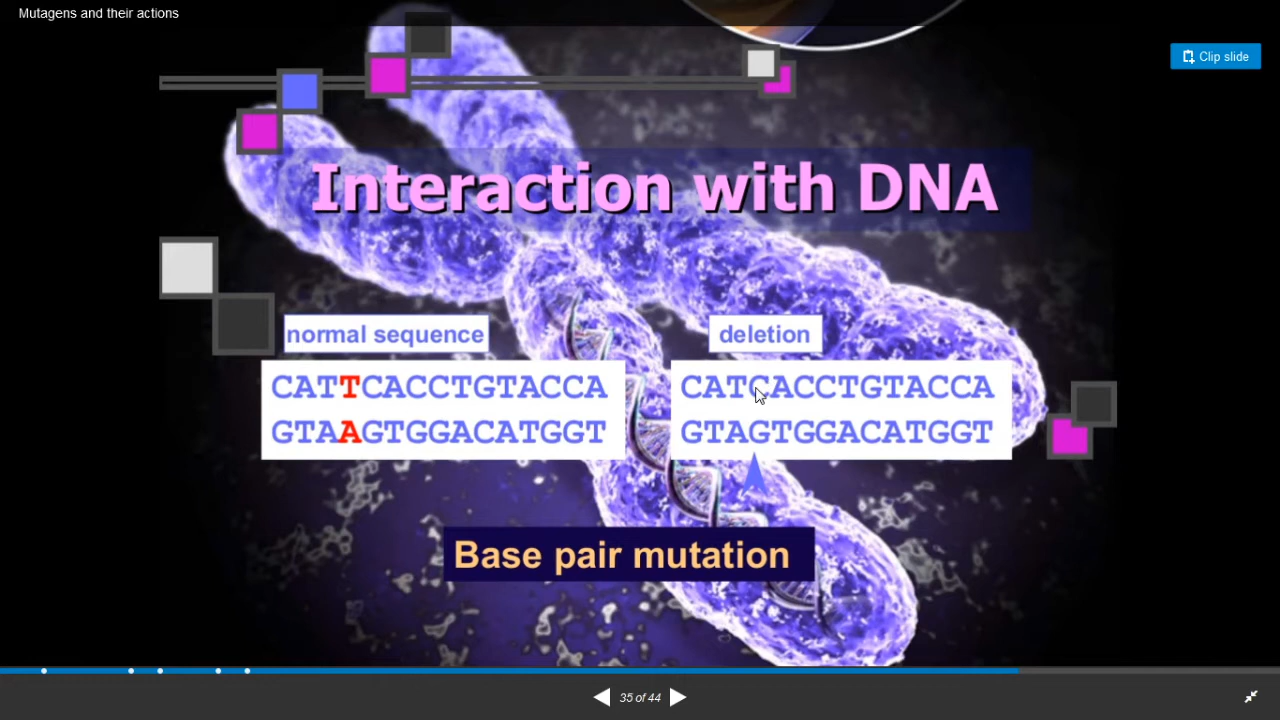 Mutagens and their actions
Clip slide
Interaction with DNA
normal sequence
deletion
CATTCACCTGTACCA
GTAAGTGGACATGGT
CATCACCTGTACCA
GTAGTGGACATGGT
Base pair mutation
35 of 44